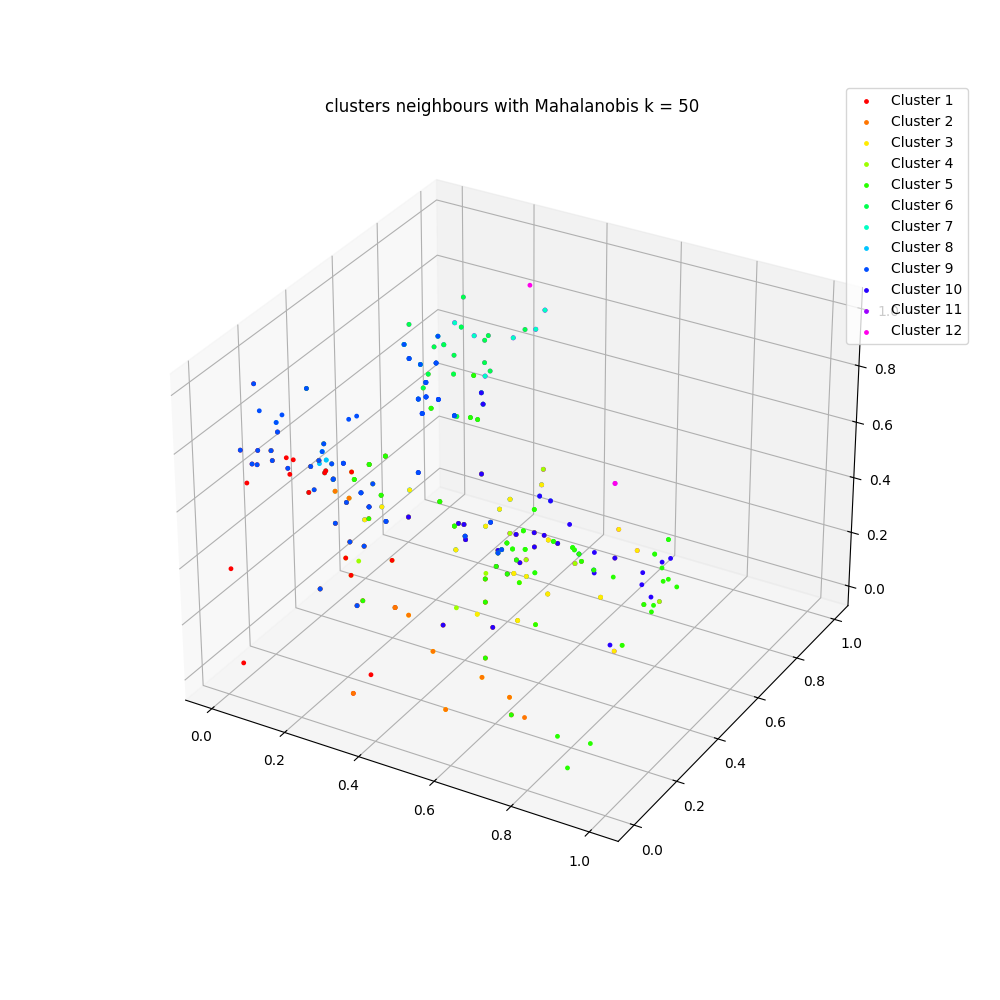 clusters neighbours with Mahalanobis k = 50
Cluster 1
Cluster 2
Cluster 3
Cluster 4
Cluster 5
Cluster 6
Cluster 7
Cluster 8
Cluster 9
Cluster 10
Cluster 11
Cluster 12
0.8
0.6
0.4
0.2
0.0
1.0
0.8
0.6
0.4
0.2
0.0
0.0
0.2
0.4
0.6
0.8
1.0